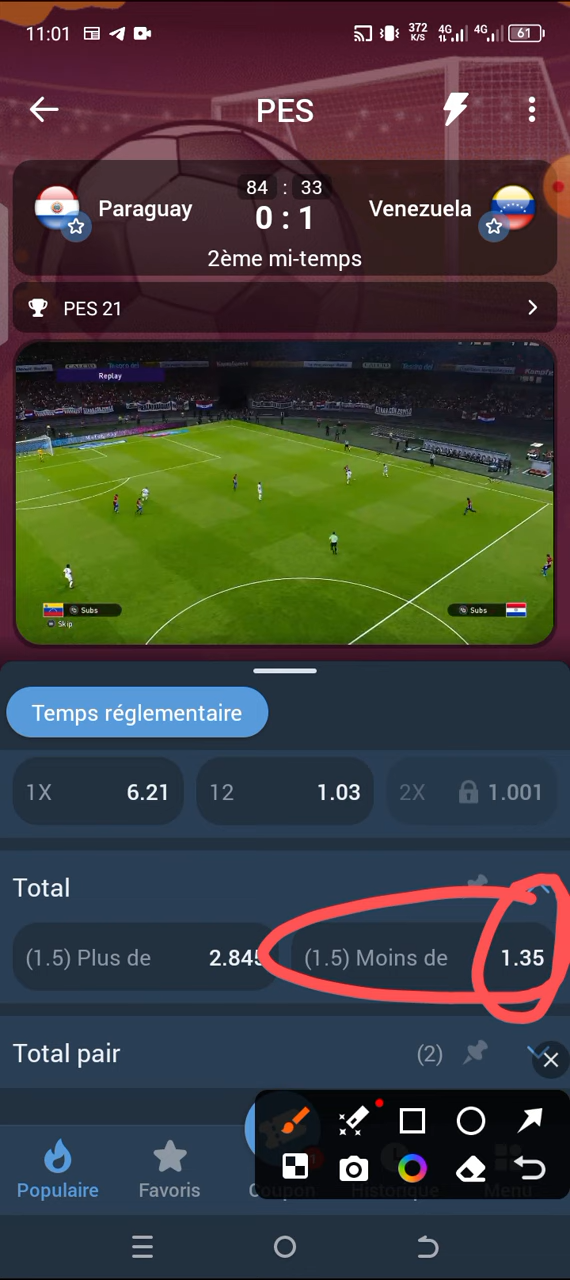 11:01 372 K/S 4G 4G 61
PES
Paraguay 84 : 33 Venezuela
0 : 1
2ème mi-temps
PES 21
Replay
Subs
Skip
Subs
Temps réglementaire
1X 6.21 12 1.03 2X 1.001
Total
(1.5) Plus de 2.845 (1.5) Moins de 1.35
Total pair (2)
Populaire Favoris Coupon Historique Menu